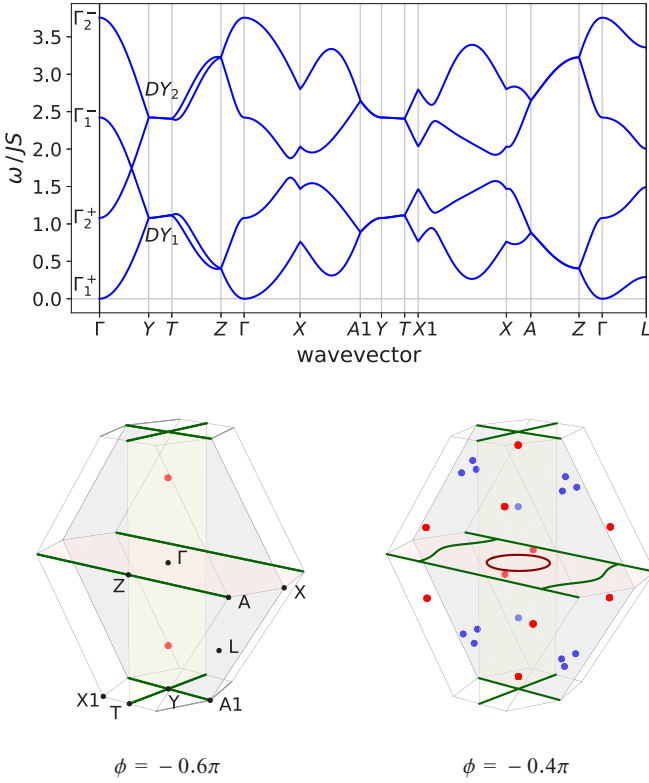 ω/JS
3.5
3.0
2.5
2.0
1.5
1.0
0.5
0.0
Γ₂⁻
Γ₁⁻
Γ₂⁺
Γ₁⁺
DY₂
DY₁
Γ Y T Z Γ X A1 Y T X1 X A Z Γ L
wavevector
Γ
Z
A
X
L
X1
T
Y
A1
ϕ = −0.6π
ϕ = −0.4π